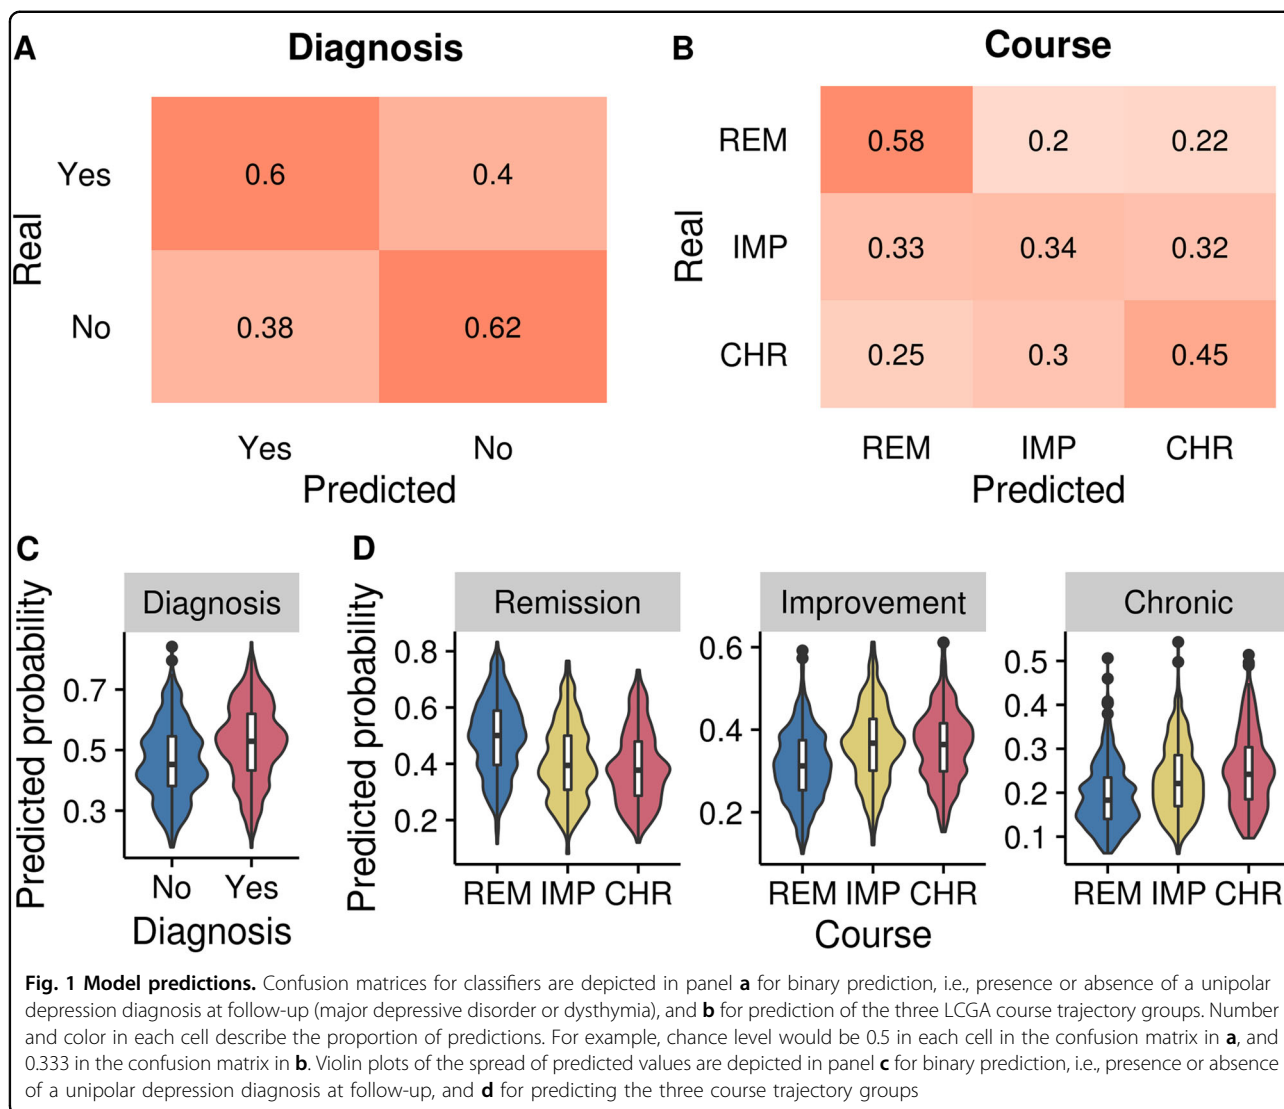 A
Diagnosis
Real
Yes
0.6
0.4
No
0.38
0.62
Yes
No
Predicted
B
Course
Real
REM
0.58
0.2
0.22
IMP
0.33
0.34
0.32
CHR
0.25
0.3
0.45
REM
IMP
CHR
Predicted
C
Predicted probability
Diagnosis
0.7
0.5
0.3
No
Yes
Diagnosis
D
Predicted probability
Remission
0.8
0.6
0.4
0.2
REM IMP CHR
Improvement
0.6
0.4
0.2
REM IMP CHR
Chronic
0.5
0.4
0.3
0.2
0.1
REM IMP CHR
Course
Fig. 1 Model predictions. Confusion matrices for classifiers are depicted in panel a for binary prediction, i.e., presence or absence of a unipolar
depression diagnosis at follow-up (major depressive disorder or dysthymia), and b for prediction of the three LCGA course trajectory groups. Number
and color in each cell describe the proportion of predictions. For example, chance level would be 0.5 in each cell in the confusion matrix in a, and
0.333 in the confusion matrix in b. Violin plots of the spread of predicted values are depicted in panel c for binary prediction, i.e., presence or absence
of a unipolar depression diagnosis at follow-up, and d for predicting the three course trajectory groups